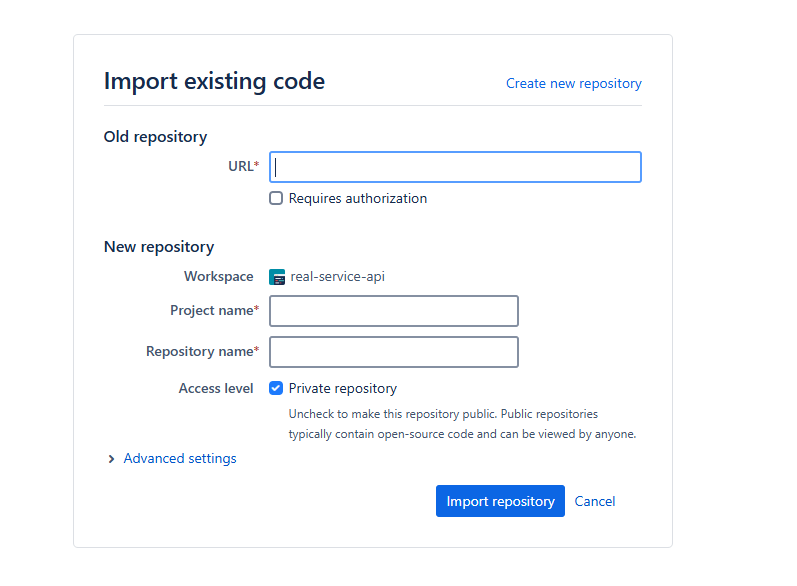 Import existing code
Create new repository
Old repository
URL*
Requires authorization
New repository
Workspace real-service-api
Project name*
Repository name*
Access level Private repository
Uncheck to make this repository public. Public repositories
typically contain open-source code and can be viewed by anyone.
Advanced settings
Import repository Cancel